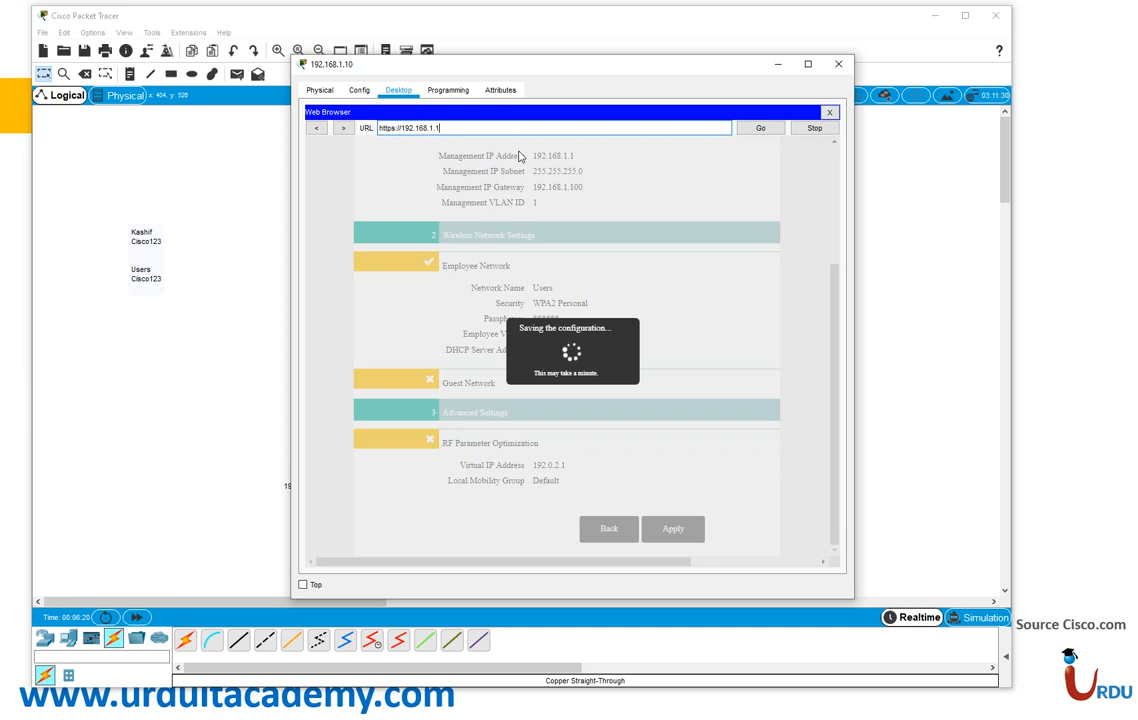 Cisco Packet Tracer
File Edit Options View Tools Extensions Help
?
192.168.1.10
Physical Config Desktop Programming Attributes
Logical Physical x: 404, y: 526
03:11:30
Web Browser X
< > URL https://192.168.1.1 Go Stop
Management IP Address 192.168.1.1
Management IP Subnet 255.255.255.0
Management IP Gateway 192.168.1.100
Management VLAN ID 1
2 Wireless Network Settings
Employee Network
Network Name Users
Security WPA2 Personal
Passph
Employee V
DHCP Server Ad
Saving the configuration...
This may take a minute.
Guest Network
3 Advanced Settings
RF Parameter Optimization
Virtual IP Address 192.0.2.1
Local Mobility Group Default
Back Apply
Top
Kashif
Cisco123
Users
Cisco123
19
Time: 00:06:20
Realtime Simulation
Copper Straight-Through
Source Cisco.com
URDU
www.urduitacademy.com